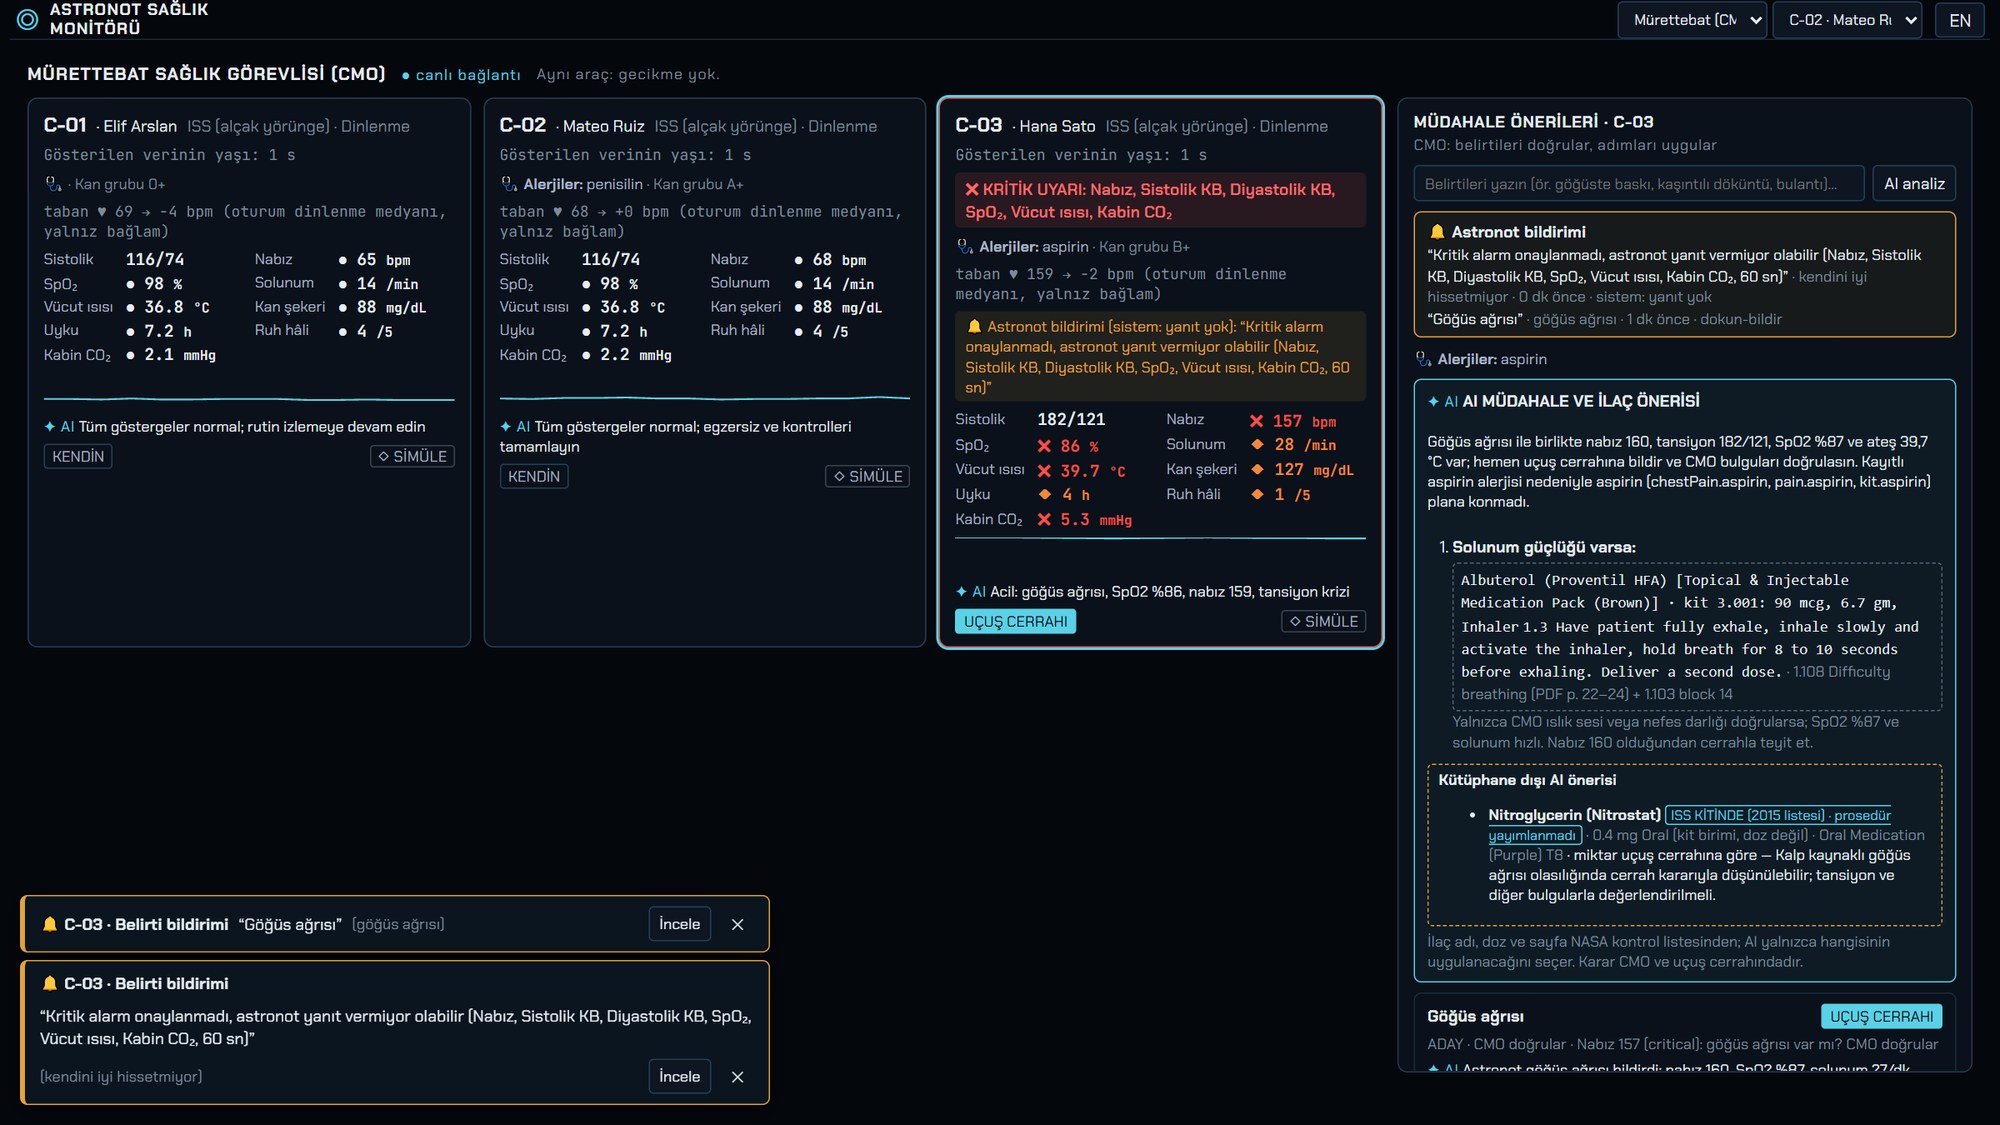 ASTRONOT SAĞLIK
MONİTÖRÜ
Mürettebat (CM
C-02 · Mateo Ru
EN
MÜRETTEBAT SAĞLIK GÖREVLİSİ (CMO)
● canlı bağlantı
Aynı araç: gecikme yok.
C-01 · Elif Arslan ISS (alçak yörünge) · Dinlenme
Gösterilen verinin yaşı: 1 s
· Kan grubu 0+
taban ♥ 69 → -4 bpm (oturum dinlenme medyanı,
yalnız bağlam)
Sistolik 116/74 Nabız ● 65 bpm
SpO₂ ● 98 % Solunum ● 14 /min
Vücut ısısı ● 36.8 °C Kan şekeri ● 88 mg/dL
Uyku ● 7.2 h Ruh hâli ● 4 /5
Kabin CO₂ ● 2.1 mmHg
✦ AI Tüm göstergeler normal; rutin izlemeye devam edin
KENDİN
◇ SİMÜLE
C-02 · Mateo Ruiz ISS (alçak yörünge) · Dinlenme
Gösterilen verinin yaşı: 1 s
Alerjiler: penisilin · Kan grubu A+
taban ♥ 68 → +0 bpm (oturum dinlenme medyanı,
yalnız bağlam)
Sistolik 116/74 Nabız ● 68 bpm
SpO₂ ● 98 % Solunum ● 14 /min
Vücut ısısı ● 36.8 °C Kan şekeri ● 88 mg/dL
Uyku ● 7.2 h Ruh hâli ● 4 /5
Kabin CO₂ ● 2.2 mmHg
✦ AI Tüm göstergeler normal; egzersiz ve kontrolleri
tamamlayın
KENDİN
◇ SİMÜLE
C-03 · Hana Sato ISS (alçak yörünge) · Dinlenme
Gösterilen verinin yaşı: 1 s
❌ KRİTİK UYARI: Nabız, Sistolik KB, Diyastolik KB,
SpO₂, Vücut ısısı, Kabin CO₂
Alerjiler: aspirin · Kan grubu B+
taban ♥ 159 → -2 bpm (oturum dinlenme
medyanı, yalnız bağlam)
🔔 Astronot bildirimi (sistem: yanıt yok): “Kritik alarm
onaylanmadı, astronot yanıt vermiyor olabilir (Nabız,
Sistolik KB, Diyastolik KB, SpO₂, Vücut ısısı, Kabin CO₂, 60
sn)”
Sistolik 182/121 Nabız ❌ 157 bpm
SpO₂ ❌ 86 % Solunum ◆ 28 /min
Vücut ısısı ❌ 39.7 °C Kan şekeri ◆ 127 mg/dL
Uyku ◆ 4 h Ruh hâli ◆ 1 /5
Kabin CO₂ ❌ 5.3 mmHg
✦ AI Acil: göğüs ağrısı, SpO2 %86, nabız 159, tansiyon krizi
UÇUŞ CERRAHI
◇ SİMÜLE
MÜDAHALE ÖNERİLERİ · C-03
CMO: belirtileri doğrular, adımları uygular
Belirtileri yazın (ör. göğüste baskı, kaşıntılı döküntü, bulantı)...
AI analiz
🔔 Astronot bildirimi
“Kritik alarm onaylanmadı, astronot yanıt vermiyor olabilir (Nabız, Sistolik
KB, Diyastolik KB, SpO₂, Vücut ısısı, Kabin CO₂, 60 sn)” · kendini iyi
hissetmiyor · 0 dk önce · sistem: yanıt yok
“Göğüs ağrısı” · göğüs ağrısı · 1 dk önce · dokun-bildir
Alerjiler: aspirin
✦ AI AI MÜDAHALE VE İLAÇ ÖNERİSİ
Göğüs ağrısı ile birlikte nabız 160, tansiyon 182/121, SpO2 %87 ve ateş 39,7
°C var; hemen uçuş cerrahına bildir ve CMO bulguları doğrulasın. Kayıtlı
aspirin alerjisi nedeniyle aspirin (chestPain.aspirin, pain.aspirin, kit.aspirin)
plana konmadı.
1. Solunum güçlüğü varsa:
Albuterol (Proventil HFA) [Topical & Injectable
Medication Pack (Brown)] · kit 3.001: 90 mcg, 6.7 gm,
Inhaler 1.3 Have patient fully exhale, inhale slowly and
activate the inhaler, hold breath for 8 to 10 seconds
before exhaling. Deliver a second dose. · 1.108 Difficulty
breathing (PDF p. 22–24) + 1.103 block 14
Yalnızca CMO ıslık sesi veya nefes darlığı doğrularsa; SpO2 %87 ve
solunum hızlı. Nabız 160 olduğundan cerrahla teyit et.
Kütüphane dışı AI önerisi
• Nitroglycerin (Nitrostat) ISS KİTİNDE (2015 listesi) · prosedür
yayımlanmadı · 0.4 mg Oral (kit birimi, doz değil) · Oral Medication
(Purple) T8 · miktar uçuş cerrahına göre — Kalp kaynaklı göğüs
ağrısı olasılığında cerrah kararıyla düşünülebilir; tansiyon ve
diğer bulgularla değerlendirilmeli.
İlaç adı, doz ve sayfa NASA kontrol listesinden; AI yalnızca hangisinin
uygulanacağını seçer. Karar CMO ve uçuş cerrahındadır.
Göğüs ağrısı
UÇUŞ CERRAHI
ADAY · CMO doğrular · Nabız 157 (critical): göğüs ağrısı var mı? CMO doğrular
✦ AI Astronot göğüs ağrısı bildirdi; nabız 160, SpO2 %87, solunum 27/dk
🔔 C-03 · Belirti bildirimi “Göğüs ağrısı” (göğüs ağrısı)
İncele
✕
🔔 C-03 · Belirti bildirimi
“Kritik alarm onaylanmadı, astronot yanıt vermiyor olabilir (Nabız, Sistolik KB, Diyastolik KB, SpO₂,
Vücut ısısı, Kabin CO₂, 60 sn)”
(kendini iyi hissetmiyor)
İncele
✕